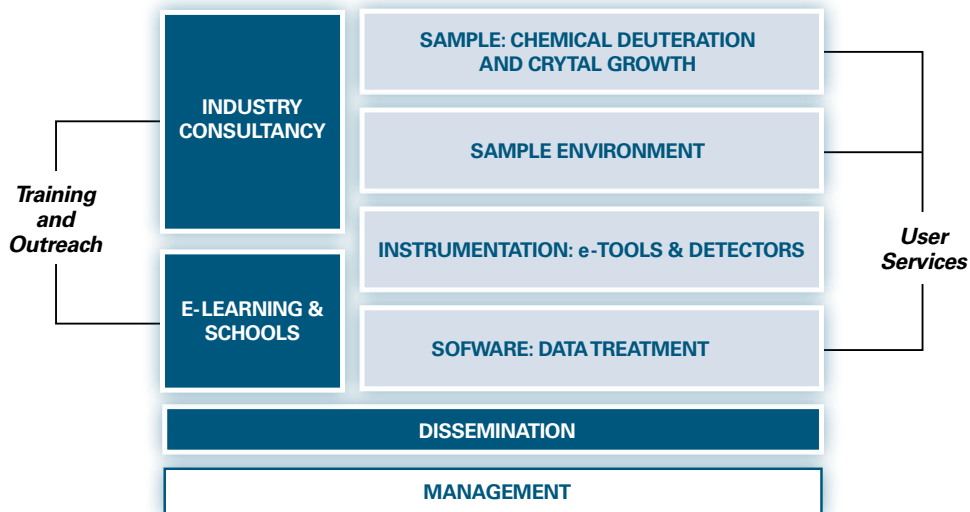 Training
and
Outreach
INDUSTRY
CONSULTANCY
E-LEARNING &
SCHOOLS
SAMPLE: CHEMICAL DEUTERATION
AND CRYTAL GROWTH
SAMPLE ENVIRONMENT
INSTRUMENTATION: e-TOOLS & DETECTORS
SOFWARE: DATA TREATMENT
User
Services
DISSEMINATION
MANAGEMENT